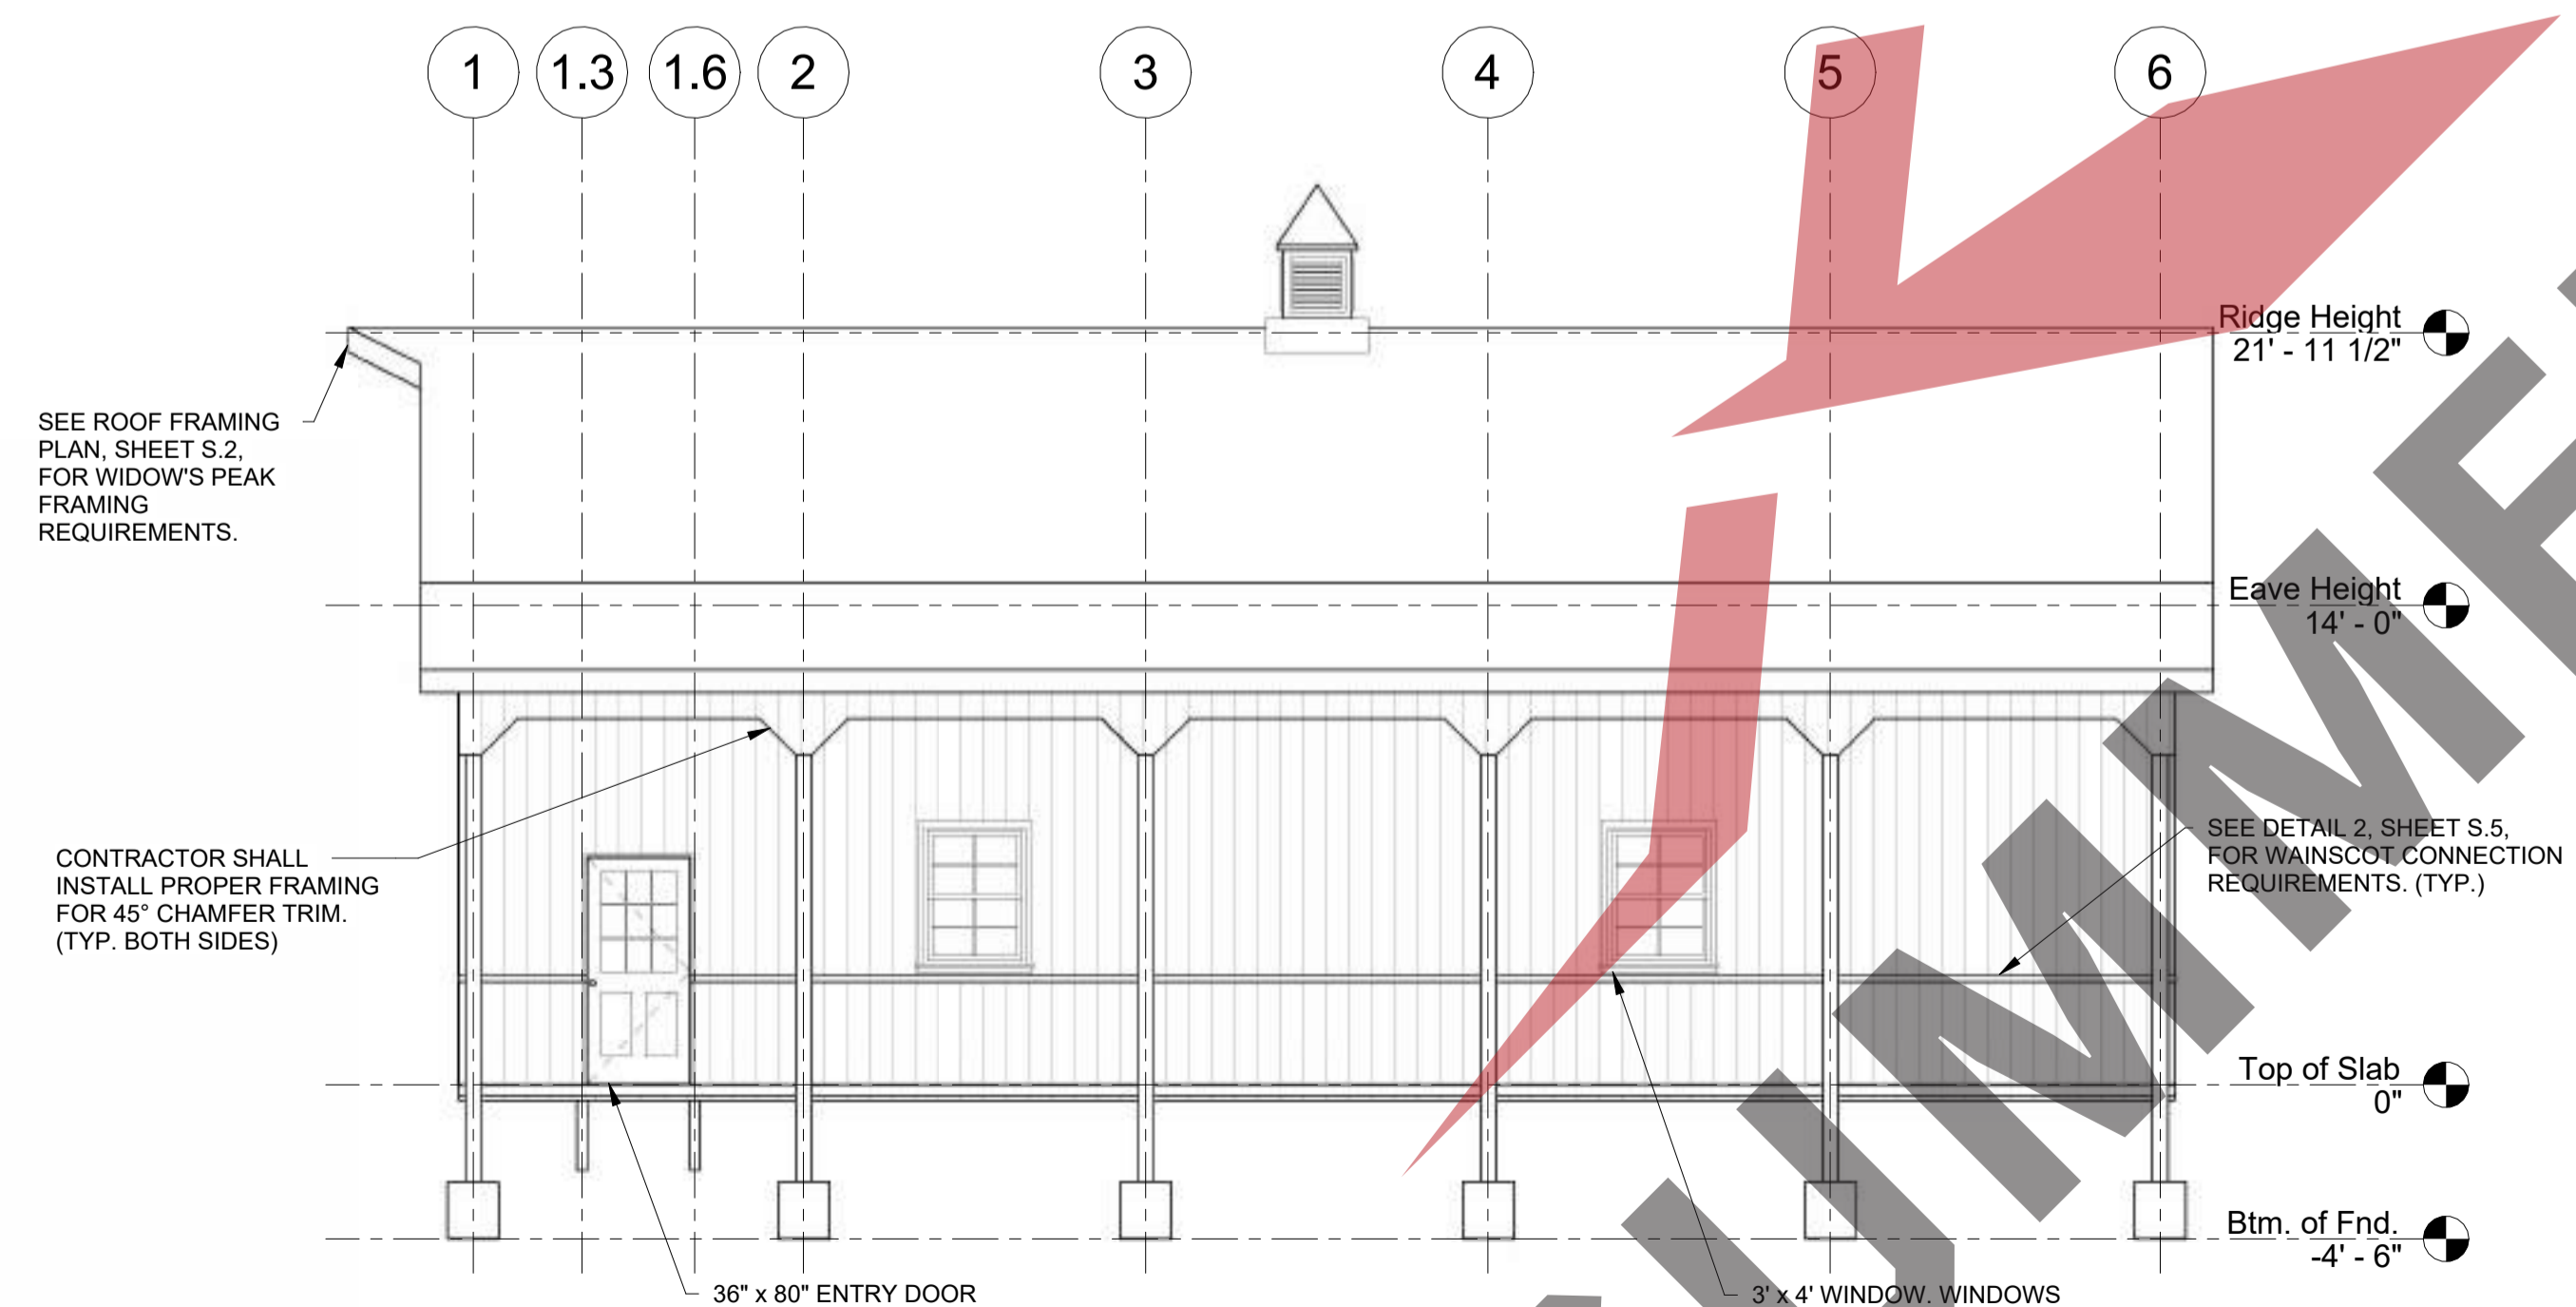 1 1.3 1.6 2 3 4 5 6
Ridge Height
21' - 11 1/2"
SEE ROOF FRAMING
PLAN, SHEET S.2,
FOR WIDOW'S PEAK
FRAMING
REQUIREMENTS.
Eave Height
14' - 0"
CONTRACTOR SHALL
INSTALL PROPER FRAMING
FOR 45° CHAMFER TRIM.
(TYP. BOTH SIDES)
SEE DETAIL 2, SHEET S.5,
FOR WAINSCOT CONNECTION
REQUIREMENTS. (TYP.)
Top of Slab
0"
Btm. of Fnd.
-4' - 6"
36" x 80" ENTRY DOOR
3' x 4' WINDOW. WINDOWS